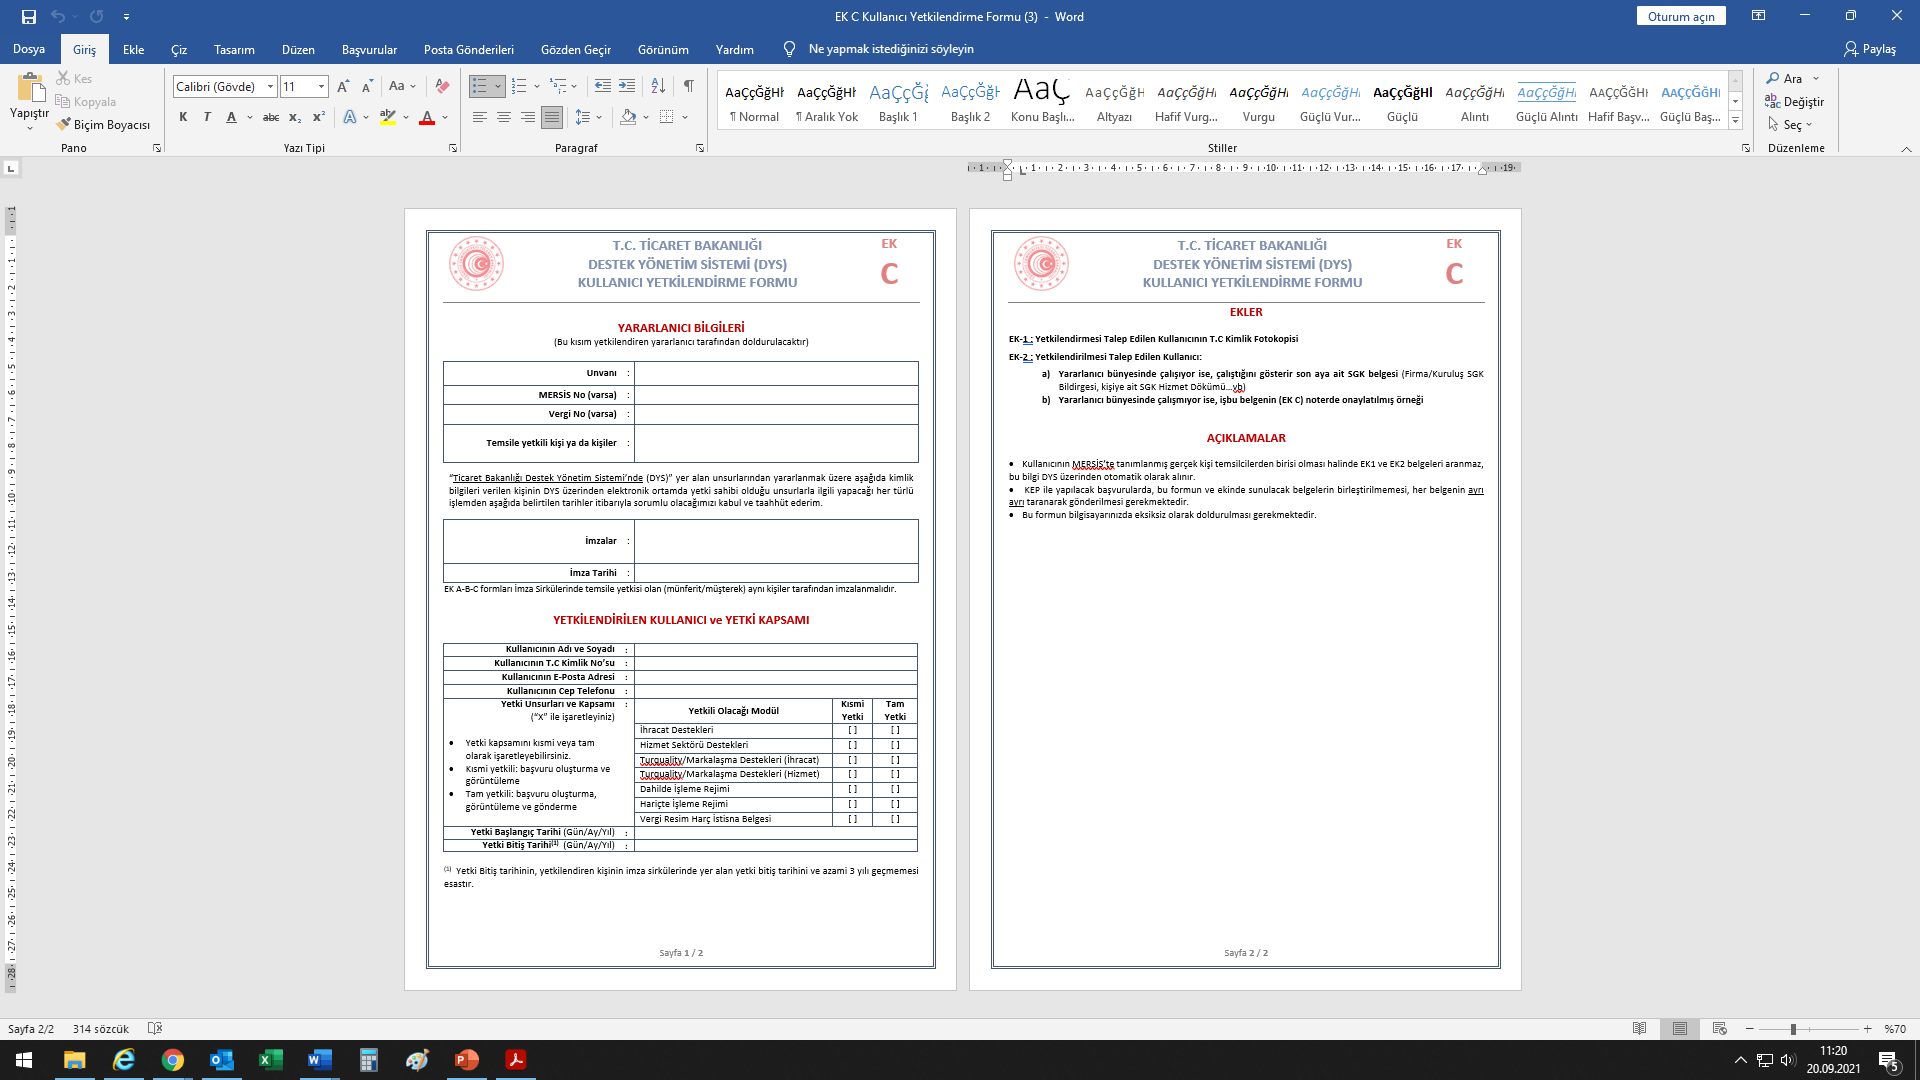 EK C Kullanıcı Yetkilendirme Formu (3) - Word
Oturum açın
Dosya Giriş Ekle Çiz Tasarım Düzen Başvurular Posta Gönderileri Gözden Geçir Görünüm Yardım Ne yapmak istediğinizi söyleyin Paylaş
Yapıştır
Kes
Kopyala
Biçim Boyacısı
Pano
Calibri (Gövde) 11
K T A abc x₂ x²
Yazı Tipi
Paragraf
AaÇçĞğHł AaÇçĞğHł AaÇçĞğ AaÇçĞğH AaÇ AaÇçĞğH AaÇçĞğHı AaÇçĞğHı AaÇçĞğHı AaÇçĞğHl AaÇçĞğHı AaÇçĞğHı AAÇÇĞĞHI AAÇÇĞĞHI
¶ Normal ¶ Aralık Yok Başlık 1 Başlık 2 Konu Başlı... Altyazı Hafif Vurg... Vurgu Güçlü Vur... Güçlü Alıntı Güçlü Alıntı Hafif Başv... Güçlü Baş...
Stiller
Ara
Değiştir
Seç
Düzenleme
T.C. TİCARET BAKANLIĞI
DESTEK YÖNETİM SİSTEMİ (DYS)
KULLANICI YETKİLENDİRME FORMU
EK
C
YARARLANICI BİLGİLERİ
(Bu kısım yetkilendiren yararlanıcı tarafından doldurulacaktır)
Unvanı :
MERSİS No (varsa) :
Vergi No (varsa) :
Temsile yetkili kişi ya da kişiler :
“Ticaret Bakanlığı Destek Yönetim Sistemi’nde (DYS)” yer alan unsurlarından yararlanmak üzere aşağıda kimlik
bilgileri verilen kişinin DYS üzerinden elektronik ortamda yetki sahibi olduğu unsurlarla ilgili yapacağı her türlü
işlemden aşağıda belirtilen tarihler itibarıyla sorumlu olacağımızı kabul ve taahhüt ederim.
İmzalar :
İmza Tarihi :
EK A-B-C formları İmza Sirkülerinde temsile yetkisi olan (münferit/müşterek) aynı kişiler tarafından imzalanmalıdır.
YETKİLENDİRİLEN KULLANICI ve YETKİ KAPSAMI
Kullanıcının Adı ve Soyadı :
Kullanıcının T.C Kimlik No’su :
Kullanıcının E-Posta Adresi :
Kullanıcının Cep Telefonu :
Yetki Unsurları ve Kapsamı :
(“X” ile işaretleyiniz)
• Yetki kapsamını kısmi veya tam
olarak işaretleyebilirsiniz.
• Kısmi yetkili: başvuru oluşturma ve
görüntüleme
• Tam yetkili: başvuru oluşturma,
görüntüleme ve gönderme
Yetkili Olacağı Modül Kısmi Yetki Tam Yetki
İhracat Destekleri [ ] [ ]
Hizmet Sektörü Destekleri [ ] [ ]
Turquality/Markalaşma Destekleri (İhracat) [ ] [ ]
Turquality/Markalaşma Destekleri (Hizmet) [ ] [ ]
Dahilde İşleme Rejimi [ ] [ ]
Hariçte İşleme Rejimi [ ] [ ]
Vergi Resim Harç İstisna Belgesi [ ] [ ]
Yetki Başlangıç Tarihi (Gün/Ay/Yıl) :
Yetki Bitiş Tarihi(1) (Gün/Ay/Yıl) :
(1) Yetki Bitiş tarihinin, yetkilendiren kişinin imza sirkülerinde yer alan yetki bitiş tarihini ve azami 3 yılı geçmemesi
esastır.
Sayfa 1 / 2
T.C. TİCARET BAKANLIĞI
DESTEK YÖNETİM SİSTEMİ (DYS)
KULLANICI YETKİLENDİRME FORMU
EK
C
EKLER
EK-1 : Yetkilendirmesi Talep Edilen Kullanıcının T.C Kimlik Fotokopisi
EK-2 : Yetkilendirilmesi Talep Edilen Kullanıcı:
a) Yararlanıcı bünyesinde çalışıyor ise, çalıştığını gösterir son aya ait SGK belgesi (Firma/Kuruluş SGK
Bildirgesi, kişiye ait SGK Hizmet Dökümü...vb)
b) Yararlanıcı bünyesinde çalışmıyor ise, işbu belgenin (EK C) noterde onaylatılmış örneği
AÇIKLAMALAR
• Kullanıcının MERSİS’te tanımlanmış gerçek kişi temsilcilerden birisi olması halinde EK1 ve EK2 belgeleri aranmaz,
bu bilgi DYS üzerinden otomatik olarak alınır.
• KEP ile yapılacak başvurularda, bu formun ve ekinde sunulacak belgelerin birleştirilmemesi, her belgenin ayrı
ayrı taranarak gönderilmesi gerekmektedir.
• Bu formun bilgisayarınızda eksiksiz olarak doldurulması gerekmektedir.
Sayfa 2 / 2
Sayfa 2/2 314 sözcük %70
11:20
20.09.2021
5